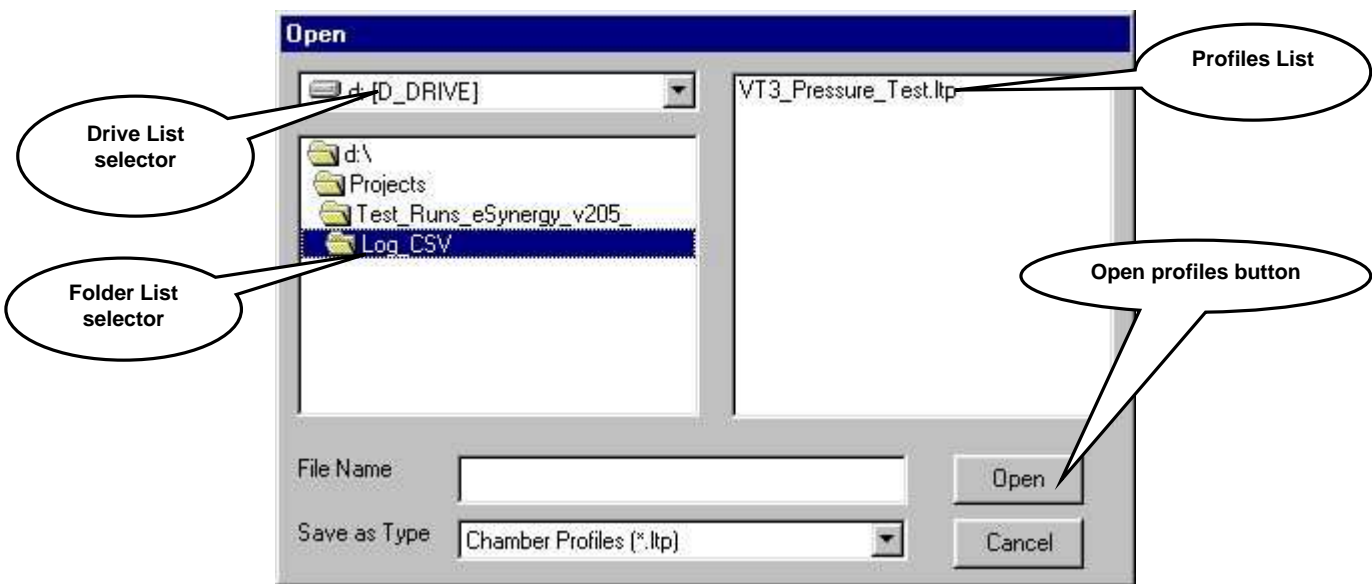 Open
Profiles List
d: [D_DRIVE]
VT3_Pressure_Test.ltp
Drive List
selector
d:\
Projects
Test_Runs_eSynergy_v205_
Log_CSV
Folder List
selector
Open profiles button
File Name
Open
Save as Type
Chamber Profiles (*.ltp)
Cancel